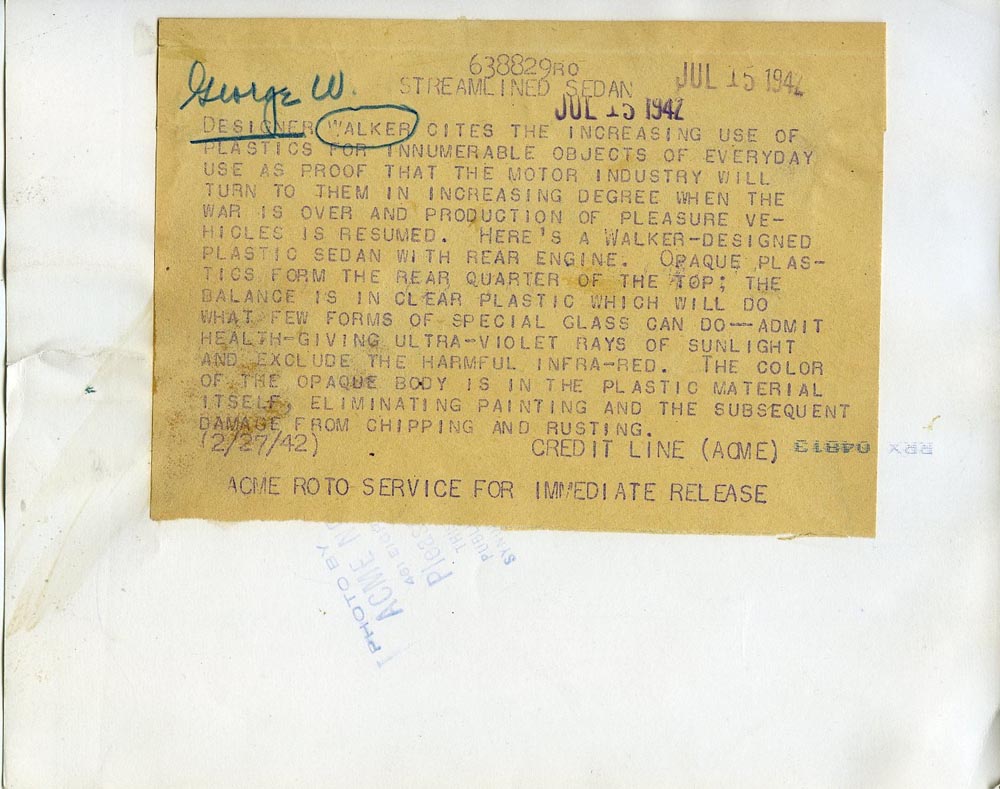 638829RO
George W.
STREAMLINED SEDAN
JUL 15 1942
JUL 15 1942
DESIGNER WALKER CITES THE INCREASING USE OF
PLASTICS FOR INNUMERABLE OBJECTS OF EVERYDAY
USE AS PROOF THAT THE MOTOR INDUSTRY WILL
TURN TO THEM IN INCREASING DEGREE WHEN THE
WAR IS OVER AND PRODUCTION OF PLEASURE VE-
HICLES IS RESUMED. HERE'S A WALKER-DESIGNED
PLASTIC SEDAN WITH REAR ENGINE. OPAQUE PLAS-
TICS FORM THE REAR QUARTER OF THE TOP; THE
BALANCE IS IN CLEAR PLASTIC WHICH WILL DO
WHAT FEW FORMS OF SPECIAL GLASS CAN DO--ADMIT
HEALTH-GIVING ULTRA-VIOLET RAYS OF SUNLIGHT
AND EXCLUDE THE HARMFUL INFRA-RED. THE COLOR
OF THE OPAQUE BODY IS IN THE PLASTIC MATERIAL
ITSELF, ELIMINATING PAINTING AND THE SUBSEQUENT
DAMAGE FROM CHIPPING AND RUSTING.
(2/27/42) CREDIT LINE (ACME)
RRX 04813
ACME ROTO SERVICE FOR IMMEDIATE RELEASE
PHOTO BY
ACME